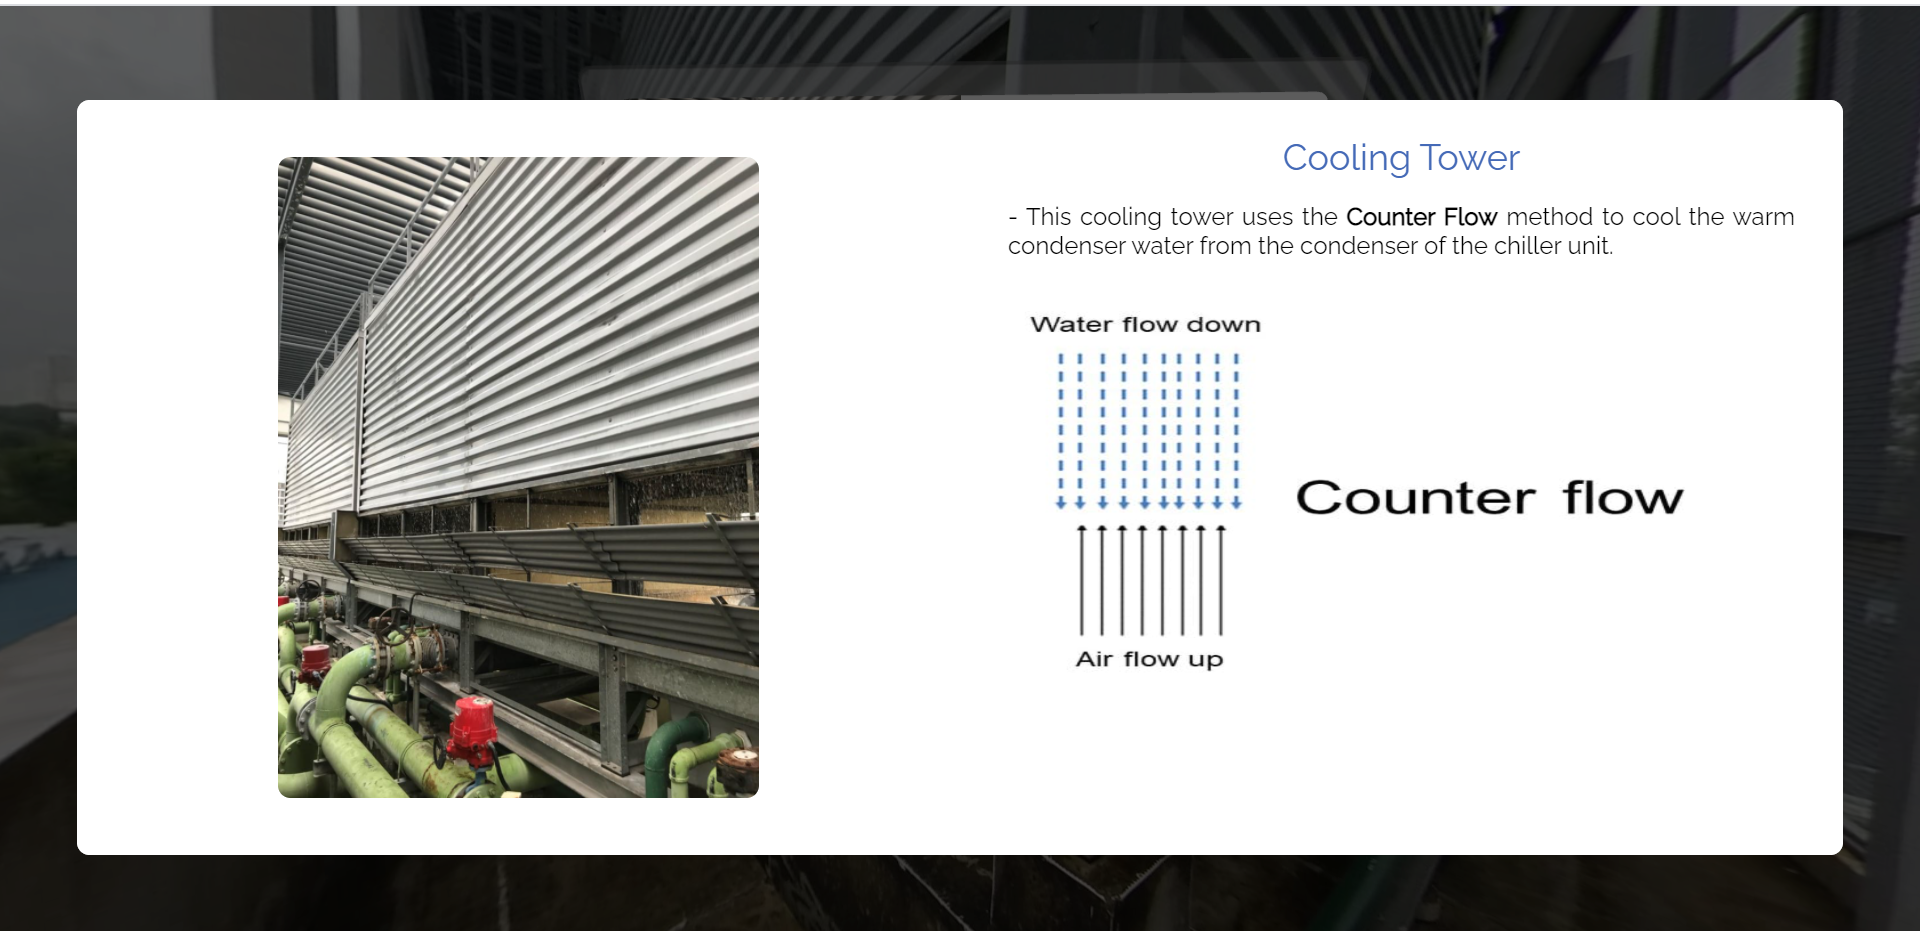 Cooling Tower
- This cooling tower uses the Counter Flow method to cool the warm
condenser water from the condenser of the chiller unit.
Water flow down
Counter flow
Air flow up